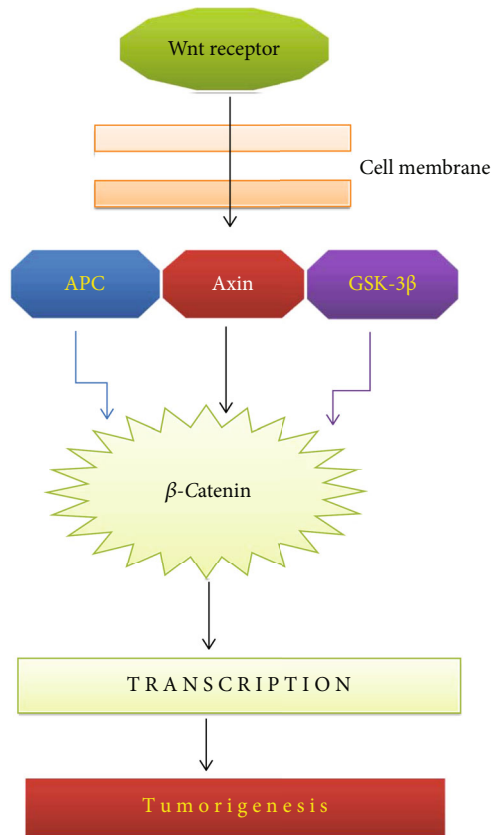 Wnt receptor
Cell membrane
APC
Axin
GSK-3β
β-Catenin
TRANSCRIPTION
Tumorigenesis